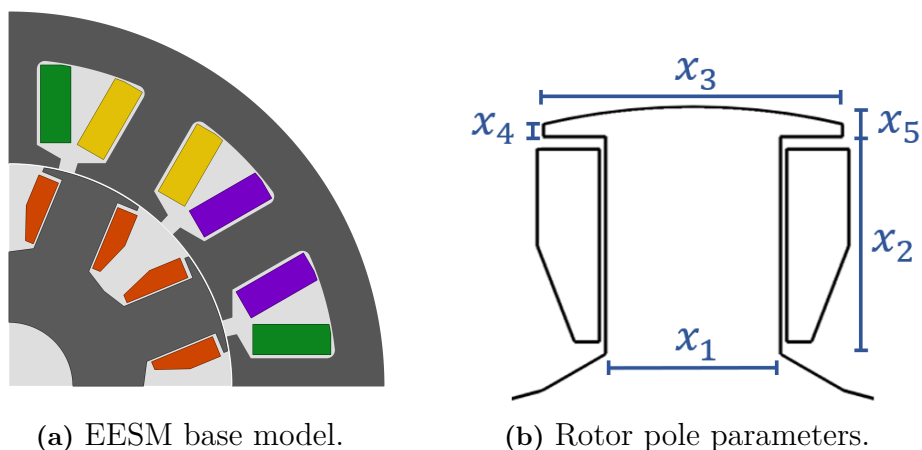 x₃
x₄
x₅
x₂
x₁
(a) EESM base model.
(b) Rotor pole parameters.